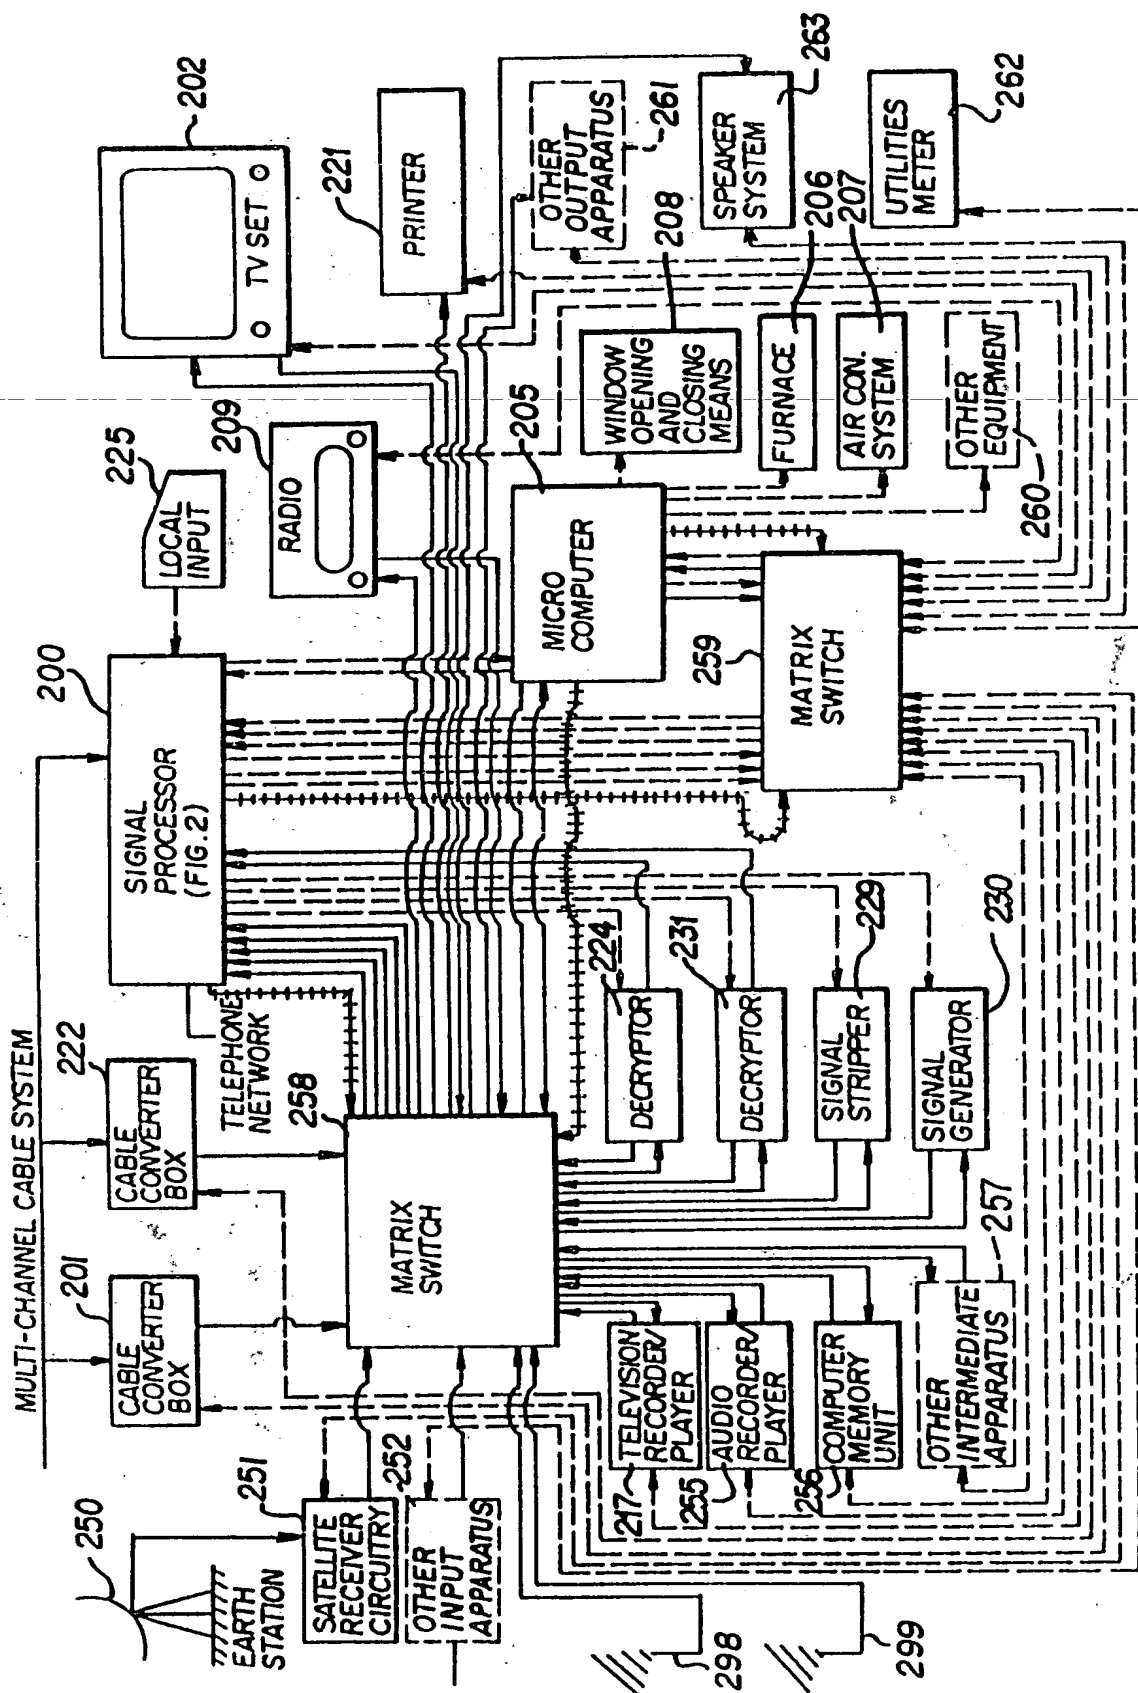 MULTI-CHANNEL CABLE SYSTEM
250
EARTH
STATION
251
SATELLITE
RECEIVER
CIRCUITRY
252
OTHER
INPUT
APPARATUS
298
299
201
CABLE
CONVERTER
BOX
222
CABLE
CONVERTER
BOX
TELEPHONE
NETWORK
258
MATRIX
SWITCH
200
SIGNAL
PROCESSOR
(FIG. 2)
225
LOCAL
INPUT
209
RADIO
202
TV SET
221
PRINTER
OTHER
OUTPUT
APPARATUS
261
SPEAKER
SYSTEM
263
UTILITIES
METER
262
205
MICRO
COMPUTER
208
WINDOW
OPENING
AND
CLOSING
MEANS
206
FURNACE
207
AIR CON.
SYSTEM
OTHER
EQUIPMENT
260
259
MATRIX
SWITCH
224
DECRYPTOR
231
DECRYPTOR
229
SIGNAL
STRIPPER
230
SIGNAL
GENERATOR
217
TELEVISION
RECORDER/
PLAYER
255
AUDIO
RECORDER/
PLAYER
256
COMPUTER
MEMORY
UNIT
257
OTHER
INTERMEDIATE
APPARATUS